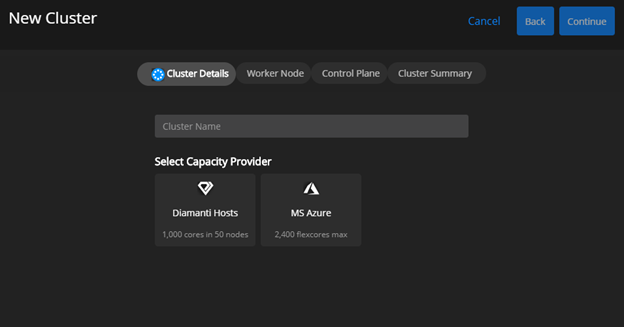 New Cluster
Cancel
Back
Continue
Cluster Details
Worker Node
Control Plane
Cluster Summary
Cluster Name
Select Capacity Provider
Diamanti Hosts
1,000 cores in 50 nodes
MS Azure
2,400 flexcores max